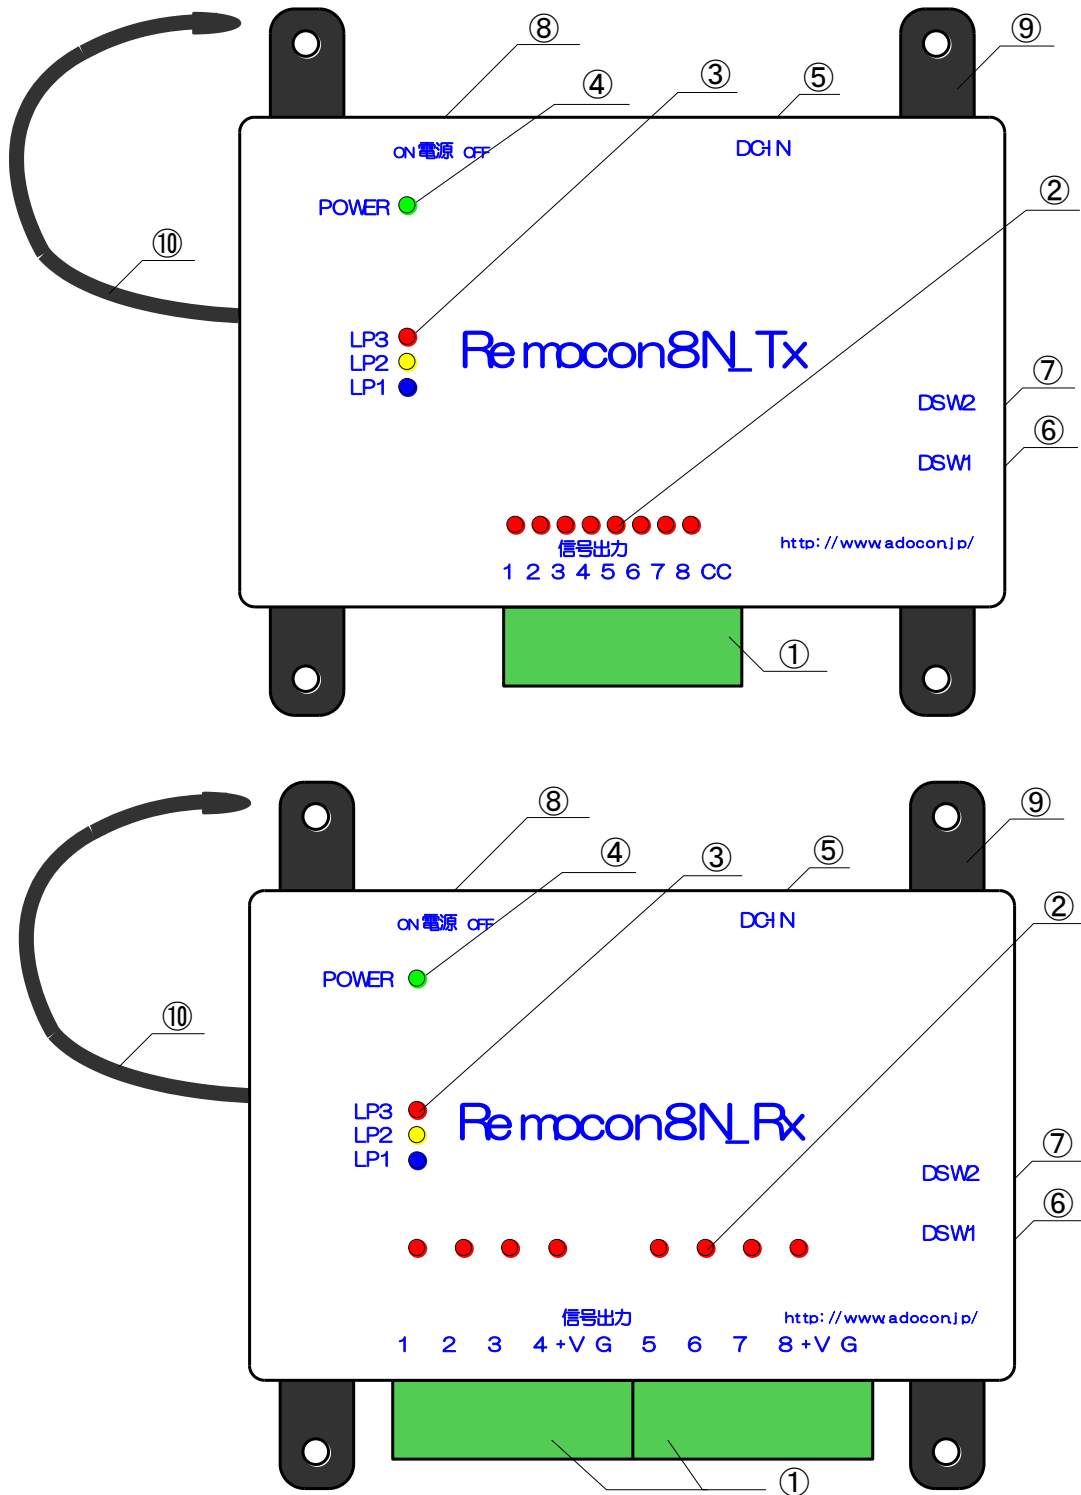 ⑧
⑨
③
④
⑤
ON 電源 OFF
DC-IN
②
POWER
⑩
LP3
Remocon8N_Tx
LP2
⑦
LP1
DSW2
⑥
DSW1
信号出力
http://www.adocon.jp/
1 2 3 4 5 6 7 8 CC
①
⑧
⑨
④
③
⑤
②
ON 電源 OFF
DC-IN
POWER
⑩
LP3
Remocon8N_Rx
LP2
⑦
LP1
DSW2
⑥
DSW1
信号出力
http://www.adocon.jp/
1 2 3 4 +V G 5 6 7 8 +V G
①